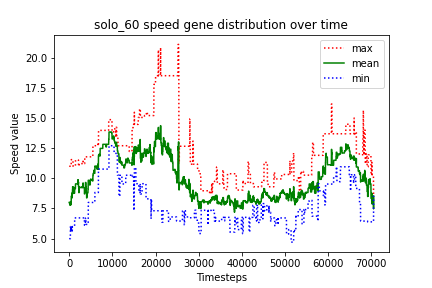 solo_60 speed gene distribution over time
max
mean
min
Speed value
20.0
17.5
15.0
12.5
10.0
7.5
5.0
0 10000 20000 30000 40000 50000 60000 70000
Timesteps